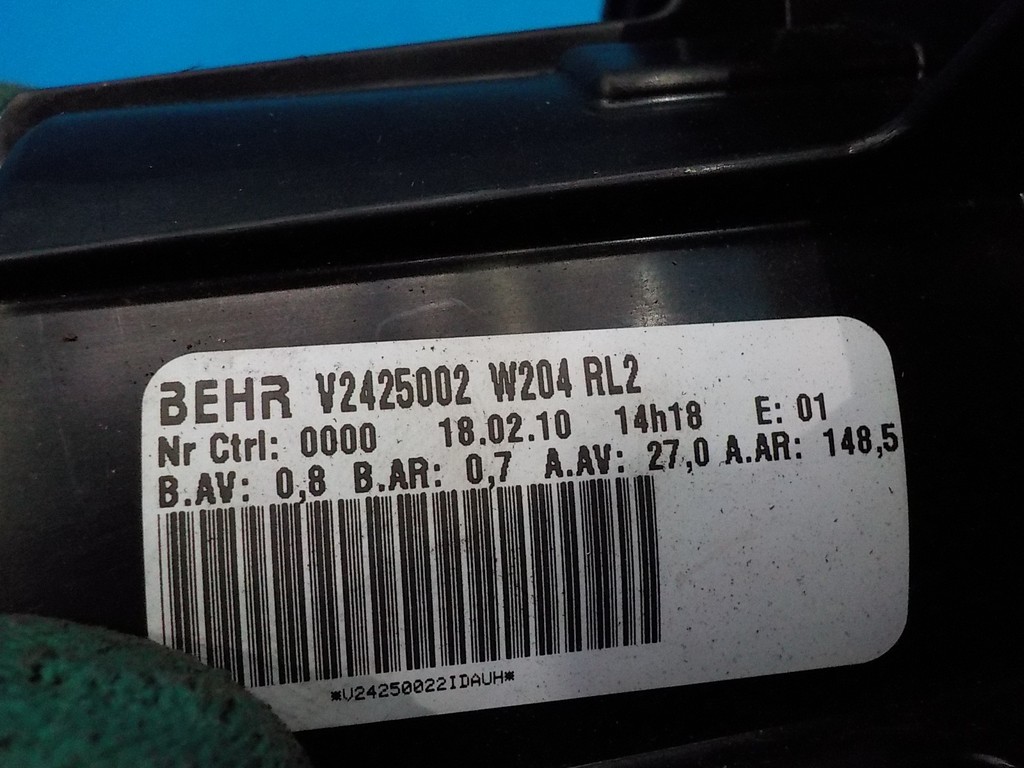 BEHR V2425002 W204 RL2
Nr Ctrl: 0000 18.02.10 14h18 E: 01
B.AV: 0,8 B.AR: 0,7 A.AV: 27,0 A.AR: 148,5
*V24250022IDAUH*